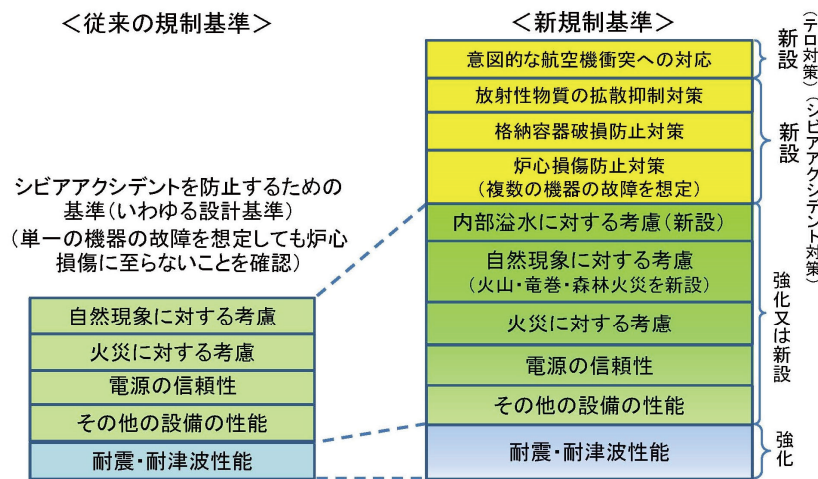 ＜従来の規制基準＞
シビアアクシデントを防止するための
基準(いわゆる設計基準)
(単一の機器の故障を想定しても炉心
損傷に至らないことを確認)
自然現象に対する考慮
火災に対する考慮
電源の信頼性
その他の設備の性能
耐震・耐津波性能
＜新規制基準＞
意図的な航空機衝突への対応
放射性物質の拡散抑制対策
格納容器破損防止対策
炉心損傷防止対策
(複数の機器の故障を想定)
内部溢水に対する考慮(新設)
自然現象に対する考慮
(火山・竜巻・森林火災を新設)
火災に対する考慮
電源の信頼性
その他の設備の性能
耐震・耐津波性能
新設
(テロ対策)
新設
(シビアアクシデント対策)
強化又は新設
強化